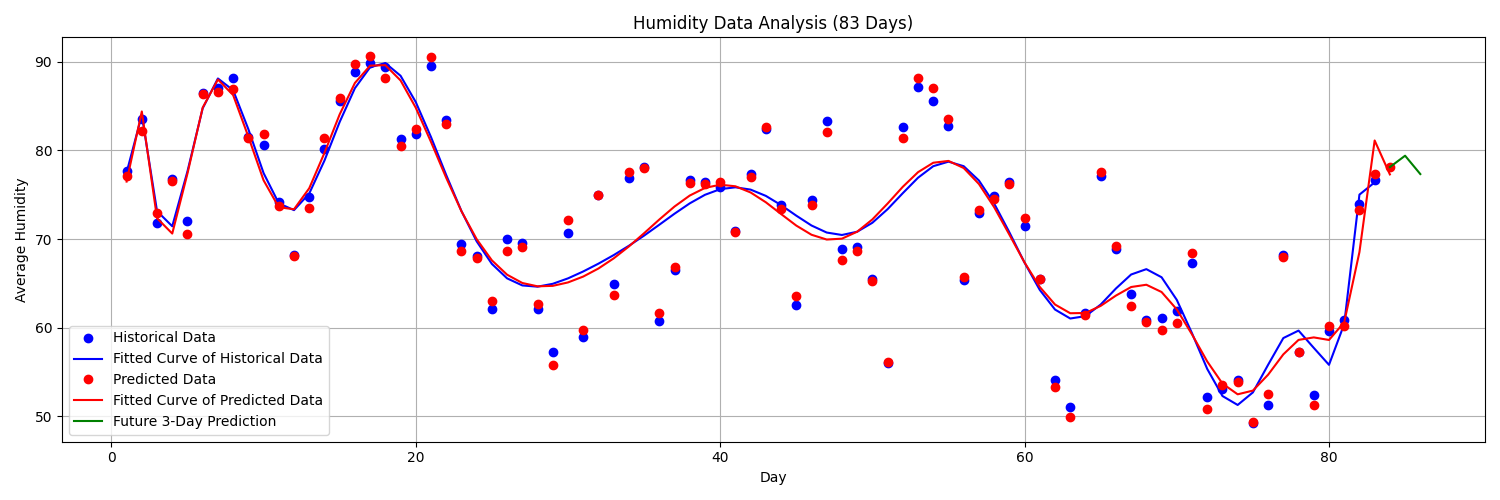 Humidity Data Analysis (83 Days)
90
80
70
60
50
Average Humidity
Historical Data
Fitted Curve of Historical Data
Predicted Data
Fitted Curve of Predicted Data
Future 3-Day Prediction
0 20 40 60 80
Day